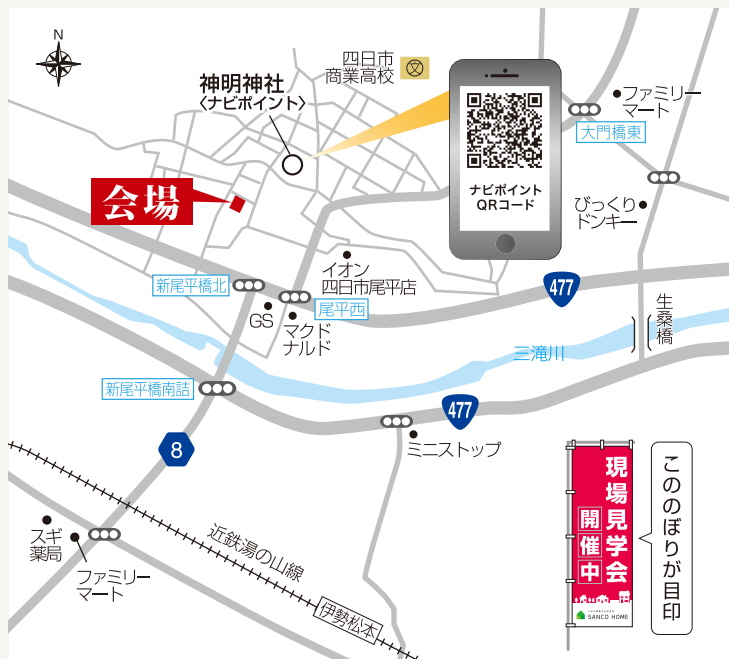 N
四日市
商業高校
文
神明神社
〈ナビポイント〉
ファミリー
マート
大門橋東
ナビポイント
QRコード
会場
びっくり
ドンキー
イオン
四日市尾平店
新尾平橋北
尾平西
477
GS
マクド
ナルド
生桑橋
三滝川
新尾平橋南詰
477
ミニストップ
8
現場見学会
開催中
SANCO HOME
こののぼりが目印
スギ
薬局
近鉄湯の山線
ファミリー
マート
伊勢松本